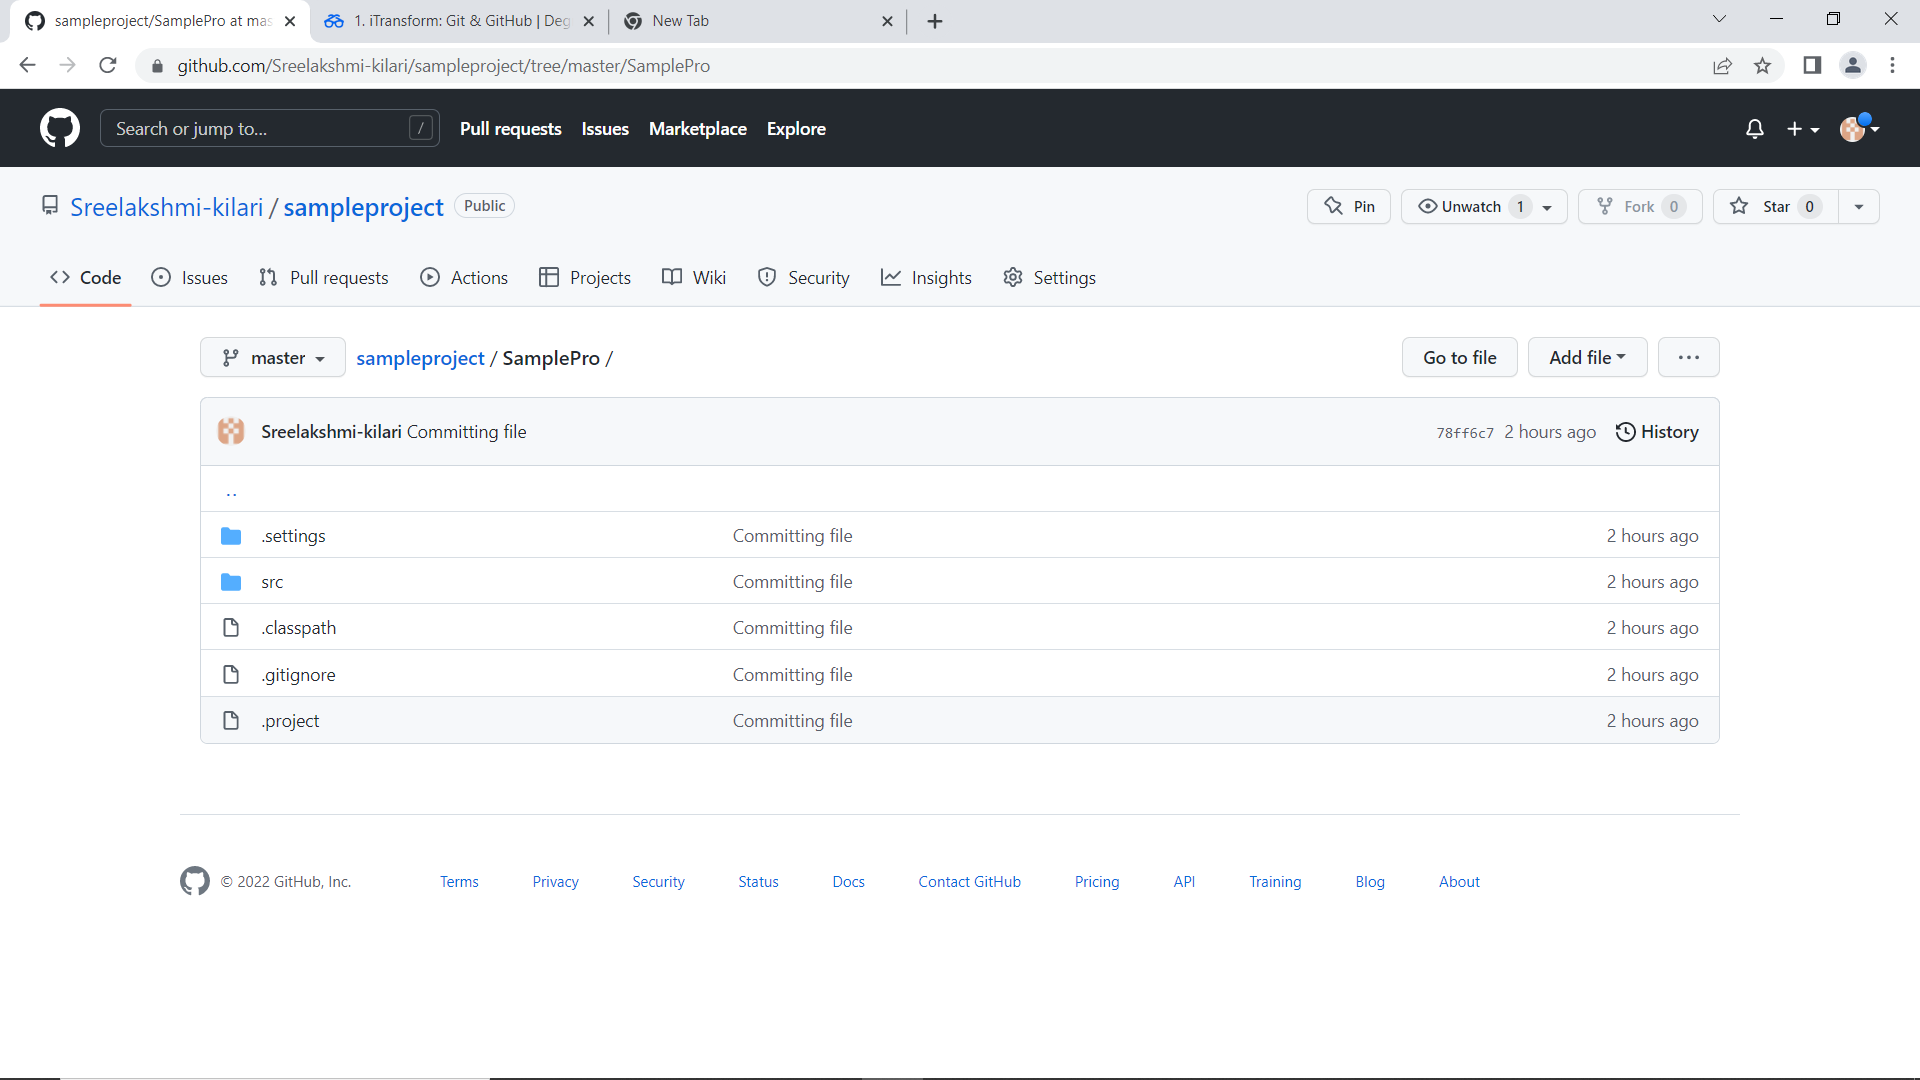 sampleproject/SamplePro at mas
1. iTransform: Git & GitHub | Deg
New Tab
github.com/Sreelakshmi-kilari/sampleproject/tree/master/SamplePro
Search or jump to...
/
Pull requests Issues Marketplace Explore
Sreelakshmi-kilari / sampleproject Public
Pin
Unwatch 1
Fork 0
Star 0
Code Issues Pull requests Actions Projects Wiki Security Insights Settings
master
sampleproject / SamplePro /
Go to file
Add file
Sreelakshmi-kilari Committing file 78ff6c7 2 hours ago History
..
.settings Committing file 2 hours ago
src Committing file 2 hours ago
.classpath Committing file 2 hours ago
.gitignore Committing file 2 hours ago
.project Committing file 2 hours ago
© 2022 GitHub, Inc. Terms Privacy Security Status Docs Contact GitHub Pricing API Training Blog About